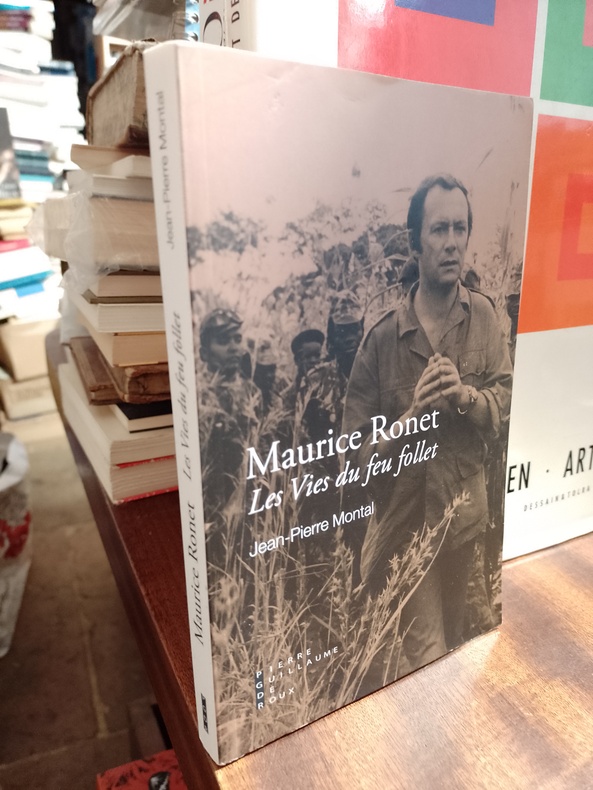 Maurice Ronet
Les Vies du feu follet
Jean-Pierre Montal
PIERRE
GUILLAUME
DE
ROUX
Maurice Ronet Les Vies du feu follet Jean-Pierre Montal
EN · ART